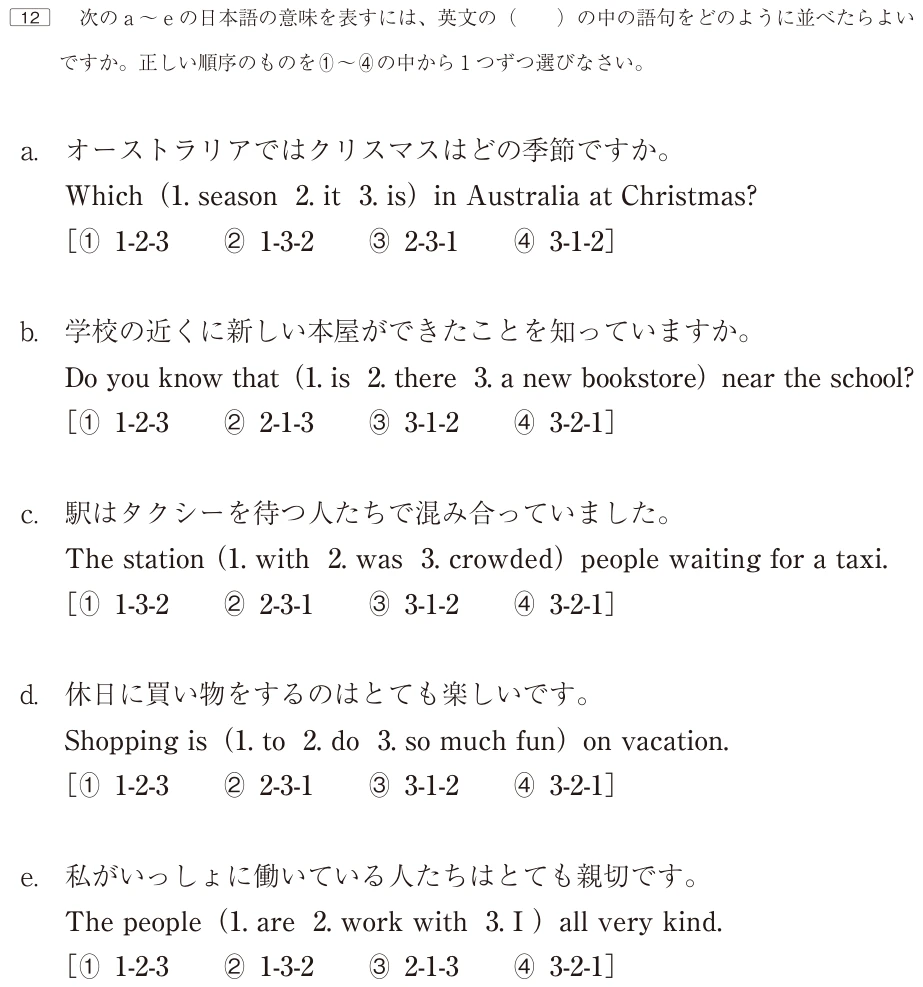 12 次のａ～ｅの日本語の意味を表すには、英文の（　　）の中の語句をどのように並べたらよい
ですか。正しい順序のものを①～④の中から１つずつ選びなさい。
a. オーストラリアではクリスマスはどの季節ですか。
Which（1. season 2. it 3. is）in Australia at Christmas?
［① 1-2-3 ② 1-3-2 ③ 2-3-1 ④ 3-1-2］
b. 学校の近くに新しい本屋ができたことを知っていますか。
Do you know that（1. is 2. there 3. a new bookstore）near the school?
［① 1-2-3 ② 2-1-3 ③ 3-1-2 ④ 3-2-1］
c. 駅はタクシーを待つ人たちで混み合っていました。
The station（1. with 2. was 3. crowded）people waiting for a taxi.
［① 1-3-2 ② 2-3-1 ③ 3-1-2 ④ 3-2-1］
d. 休日に買い物をするのはとても楽しいです。
Shopping is（1. to 2. do 3. so much fun）on vacation.
［① 1-2-3 ② 2-3-1 ③ 3-1-2 ④ 3-2-1］
e. 私がいっしょに働いている人たちはとても親切です。
The people（1. are 2. work with 3. I ）all very kind.
［① 1-2-3 ② 1-3-2 ③ 2-1-3 ④ 3-2-1］